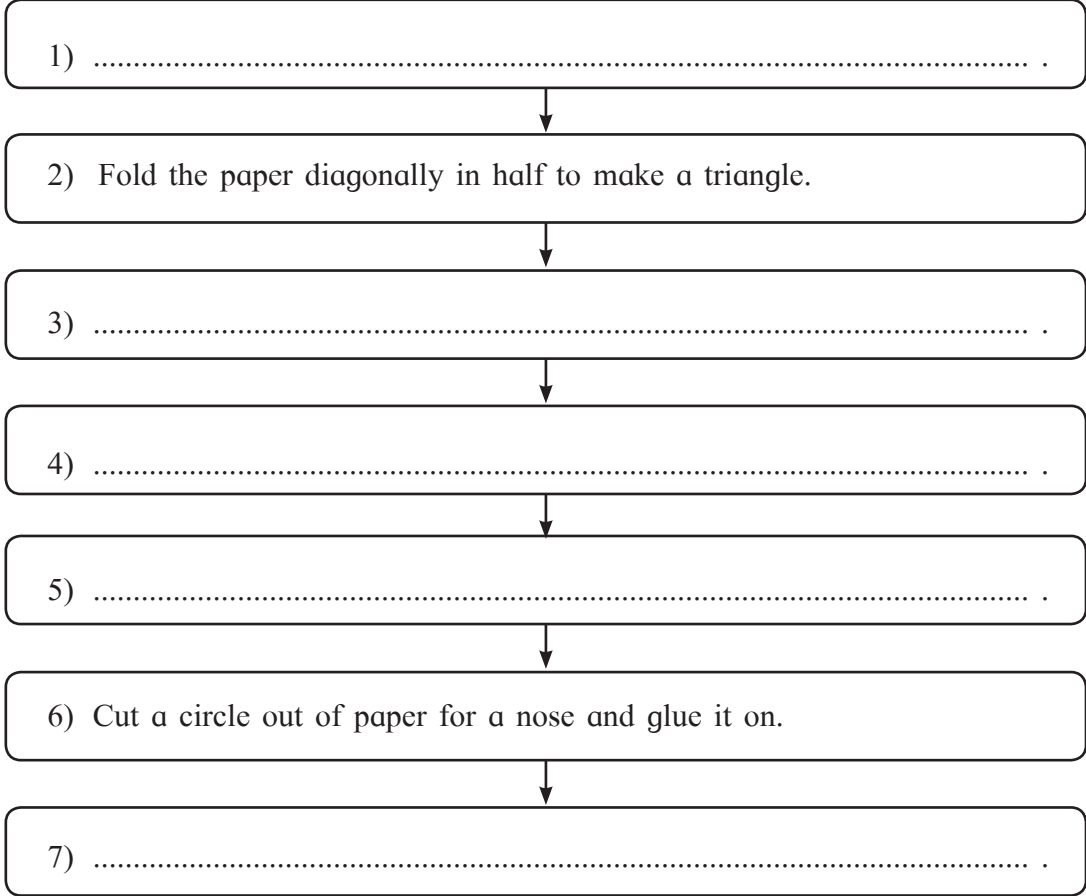 1) .................................................................................................................... .
2) Fold the paper diagonally in half to make a triangle.
3) .................................................................................................................... .
4) .................................................................................................................... .
5) .................................................................................................................... .
6) Cut a circle out of paper for a nose and glue it on.
7) .................................................................................................................... .